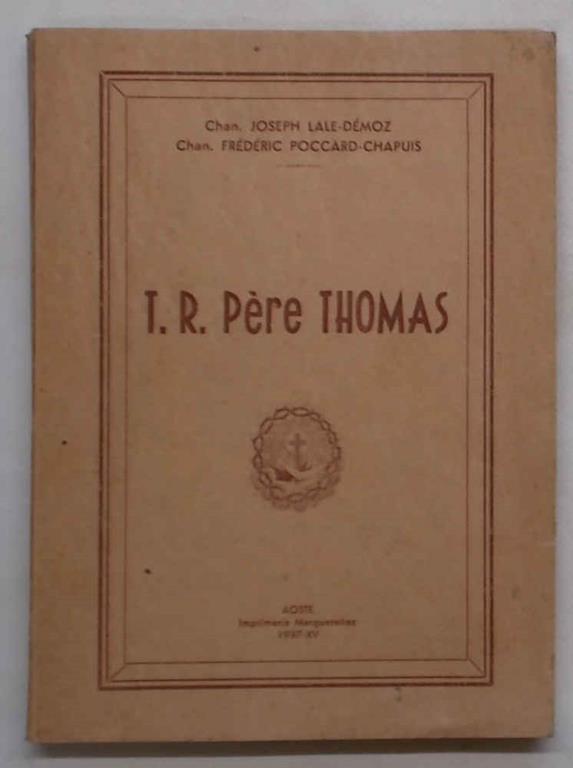 Chan. JOSEPH LALE-DÉMOZ
Chan. FRÉDÉRIC POCCARD-CHAPUIS
T. R. Père THOMAS
AOSTE
Imprimerie Marguerettaz
1937-XV